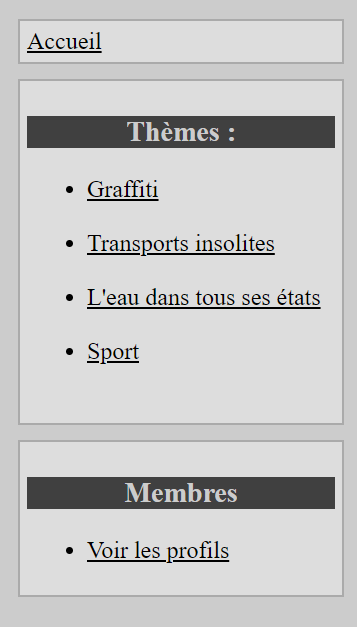 Accueil
Thèmes :
Graffiti
Transports insolites
L'eau dans tous ses états
Sport
Membres
Voir les profils